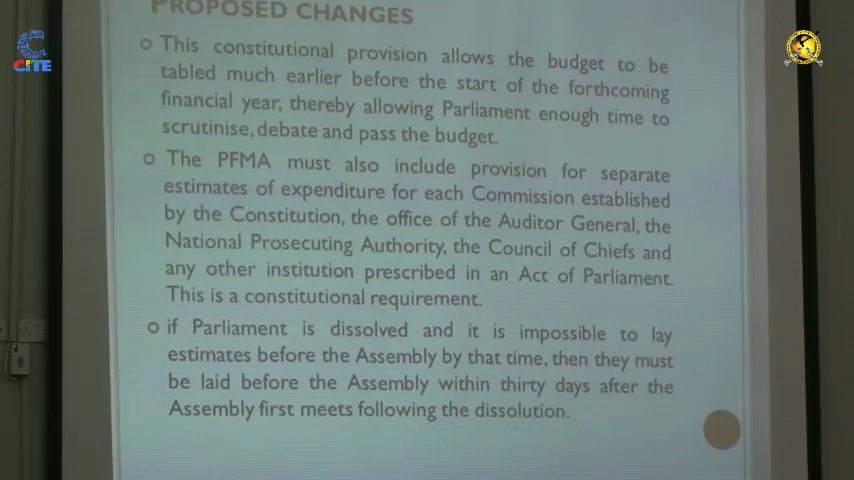 PROPOSED CHANGES
CITE
This constitutional provision allows the budget to be
tabled much earlier before the start of the forthcoming
financial year, thereby allowing Parliament enough time to
scrutinise, debate and pass the budget.
The PFMA must also include provision for separate
estimates of expenditure for each Commission established
by the Constitution, the office of the Auditor General, the
National Prosecuting Authority, the Council of Chiefs and
any other institution prescribed in an Act of Parliament.
This is a constitutional requirement.
if Parliament is dissolved and it is impossible to lay
estimates before the Assembly by that time, then they must
be laid before the Assembly within thirty days after the
Assembly first meets following the dissolution.